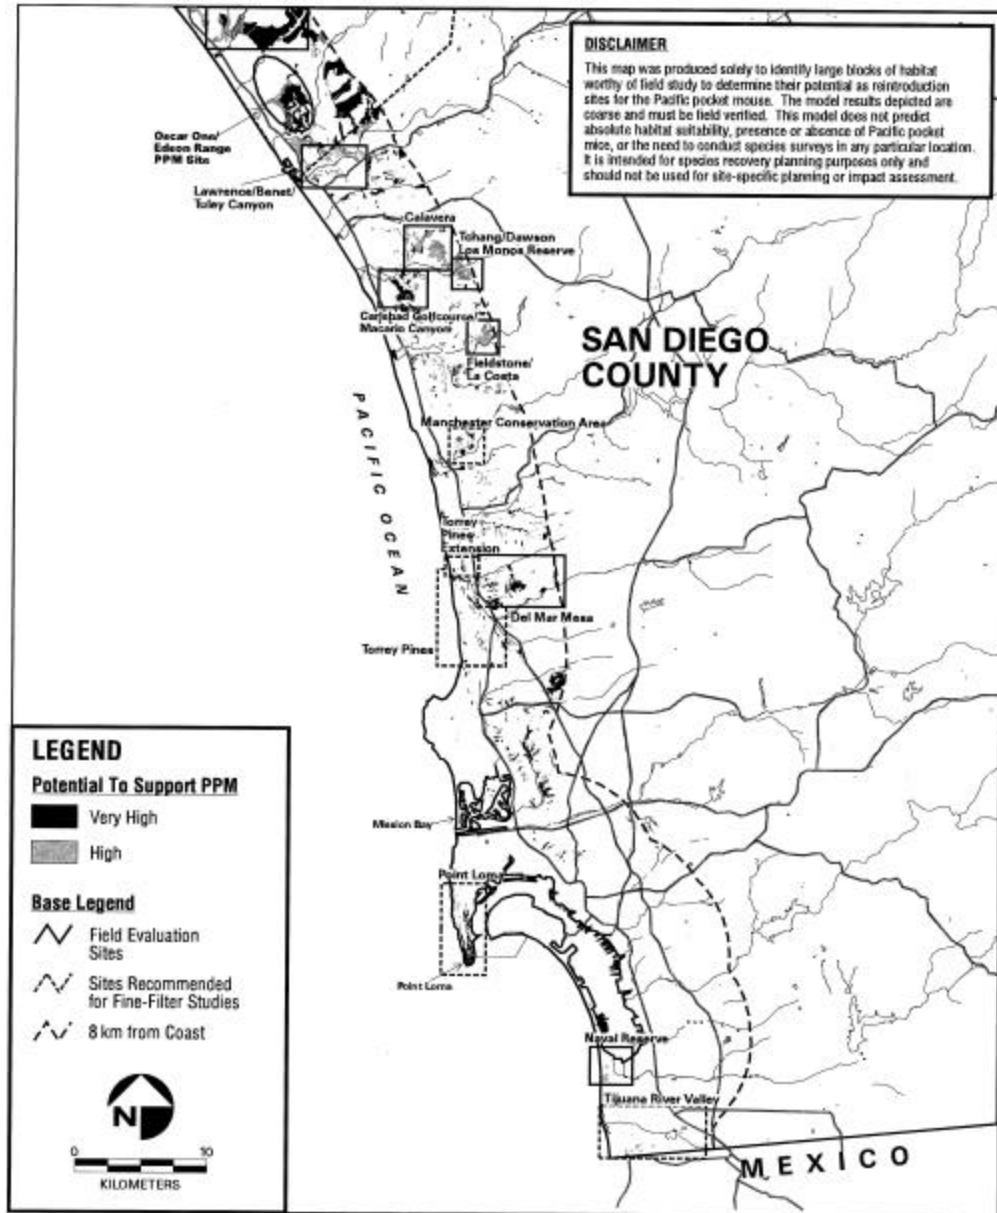 DISCLAIMER
This map was produced solely to identify large blocks of habitat
worthy of field study to determine their potential as reintroduction
sites for the Pacific pocket mouse. The model results depicted are
coarse and must be field verified. This model does not predict
absolute habitat suitability, presence or absence of Pacific pocket
mice, or the need to conduct species surveys in any particular location.
It is intended for species recovery planning purposes only and
should not be used for site-specific planning or impact assessment.
Oscar One/
Edson Range
PPM Site
Lawrence/Benet/
Tuley Canyon
Calavera
Tchang/Dawson
Los Monos Reserve
Carlsbad Golfcourse/
Macario Canyon
Fieldstone/
La Costa
SAN DIEGO
COUNTY
Manchester Conservation Area
PACIFIC OCEAN
Torrey
Pines
Extension
Del Mar Mesa
Torrey Pines
Mission Bay
Point Loma
Point Loma
Naval Reserve
Tijuana River Valley
MEXICO
LEGEND
Potential To Support PPM
Very High
High
Base Legend
Field Evaluation
Sites
Sites Recommended
for Fine-Filter Studies
8 km from Coast
N
0 10
KILOMETERS